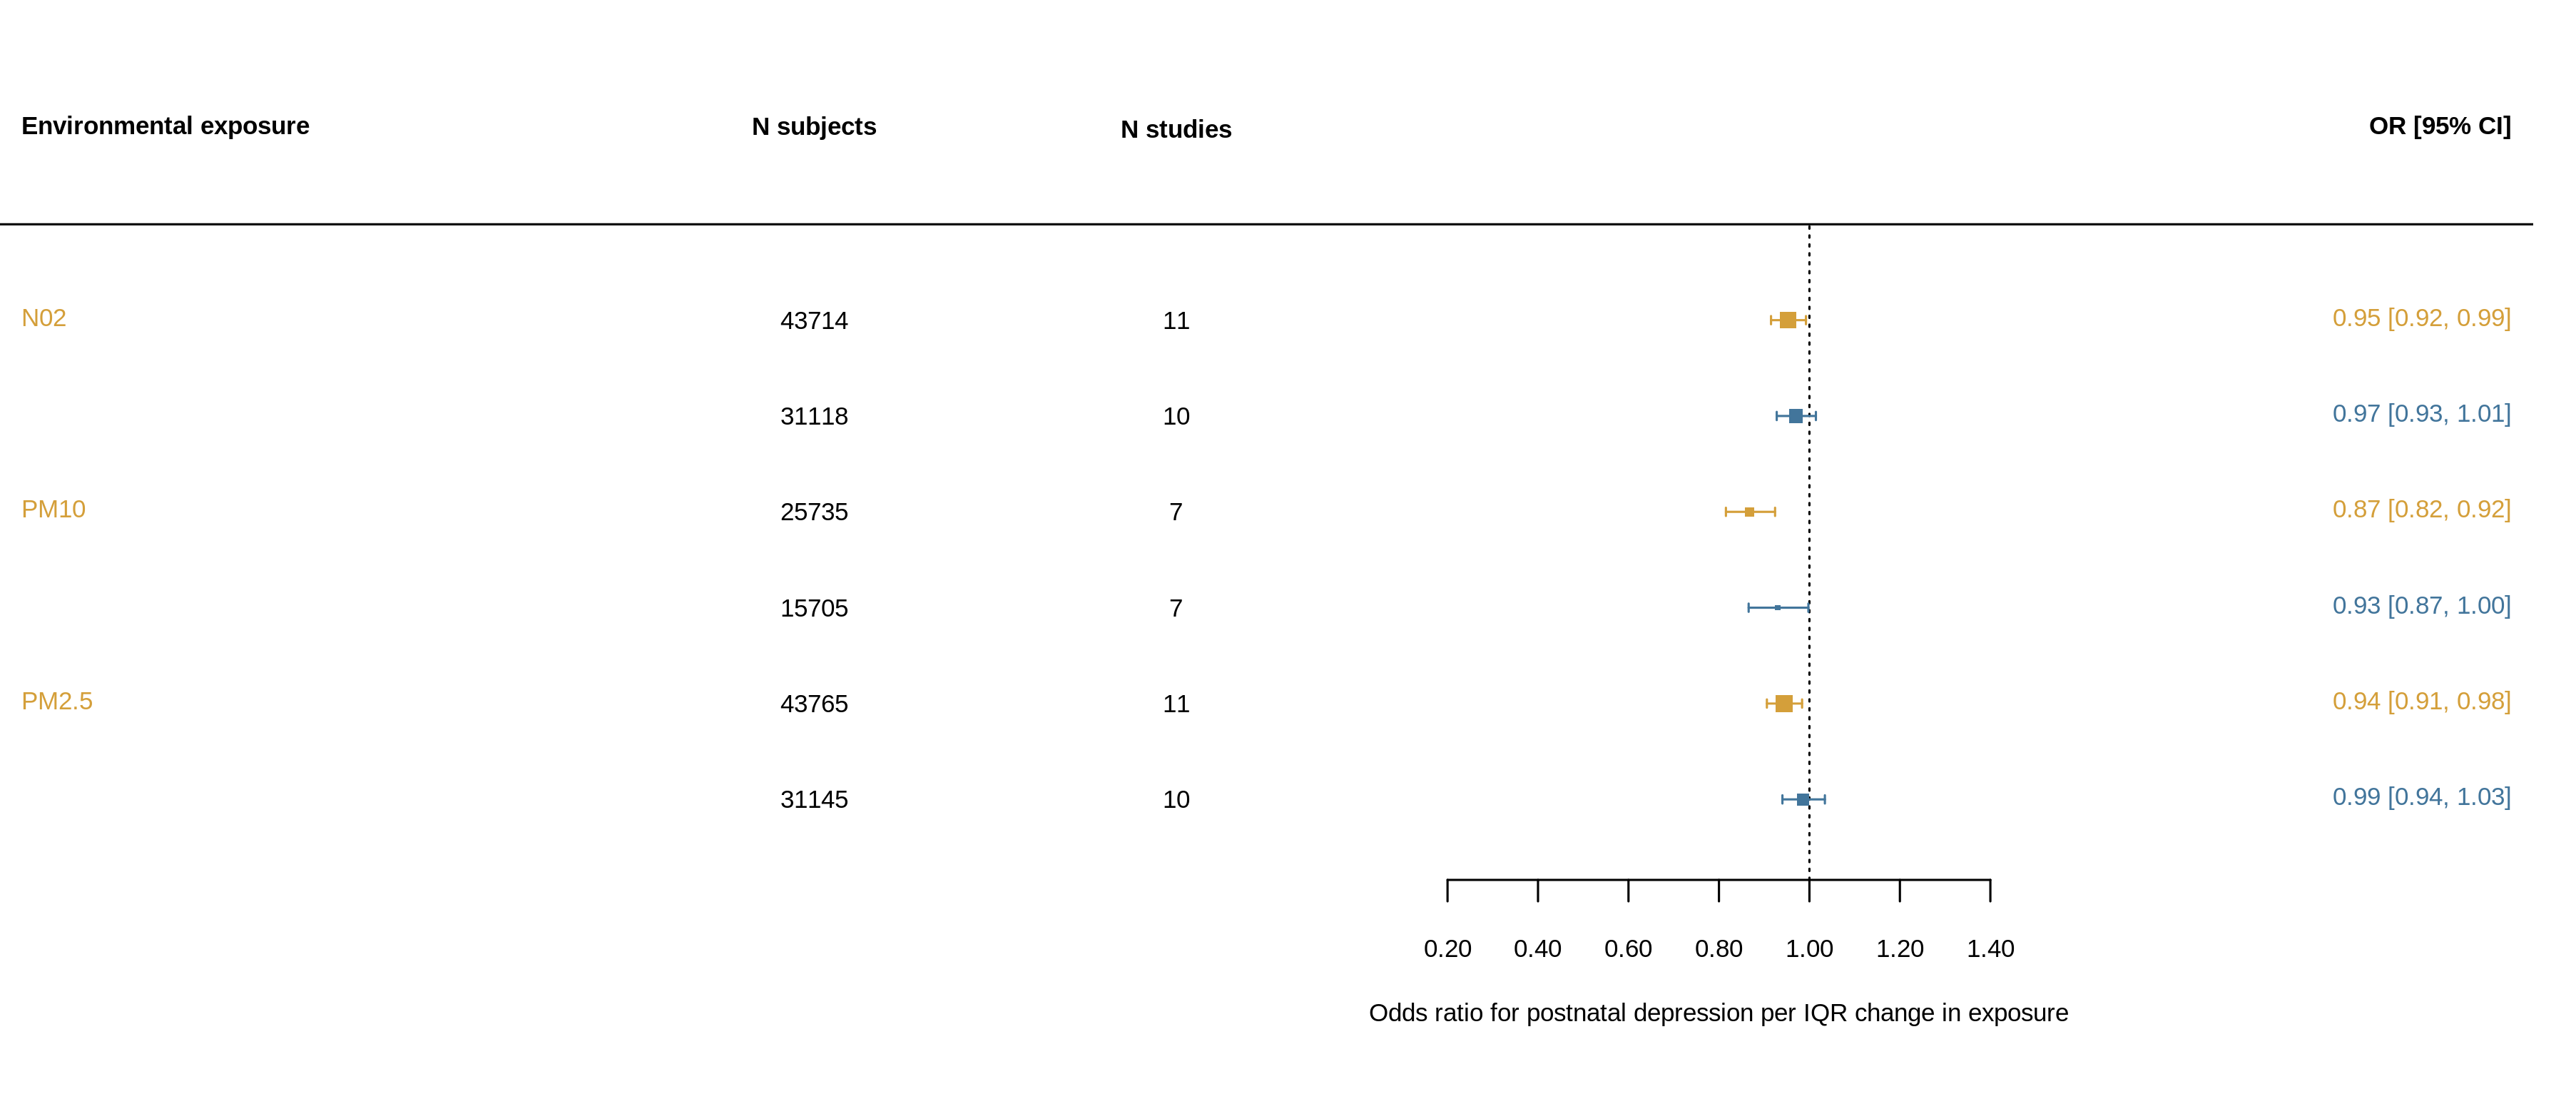 Environmental exposure N subjects N studies OR [95% CI]
N02 43714 11 0.95 [0.92, 0.99]
31118 10 0.97 [0.93, 1.01]
PM10 25735 7 0.87 [0.82, 0.92]
15705 7 0.93 [0.87, 1.00]
PM2.5 43765 11 0.94 [0.91, 0.98]
31145 10 0.99 [0.94, 1.03]
0.20 0.40 0.60 0.80 1.00 1.20 1.40
Odds ratio for postnatal depression per IQR change in exposure